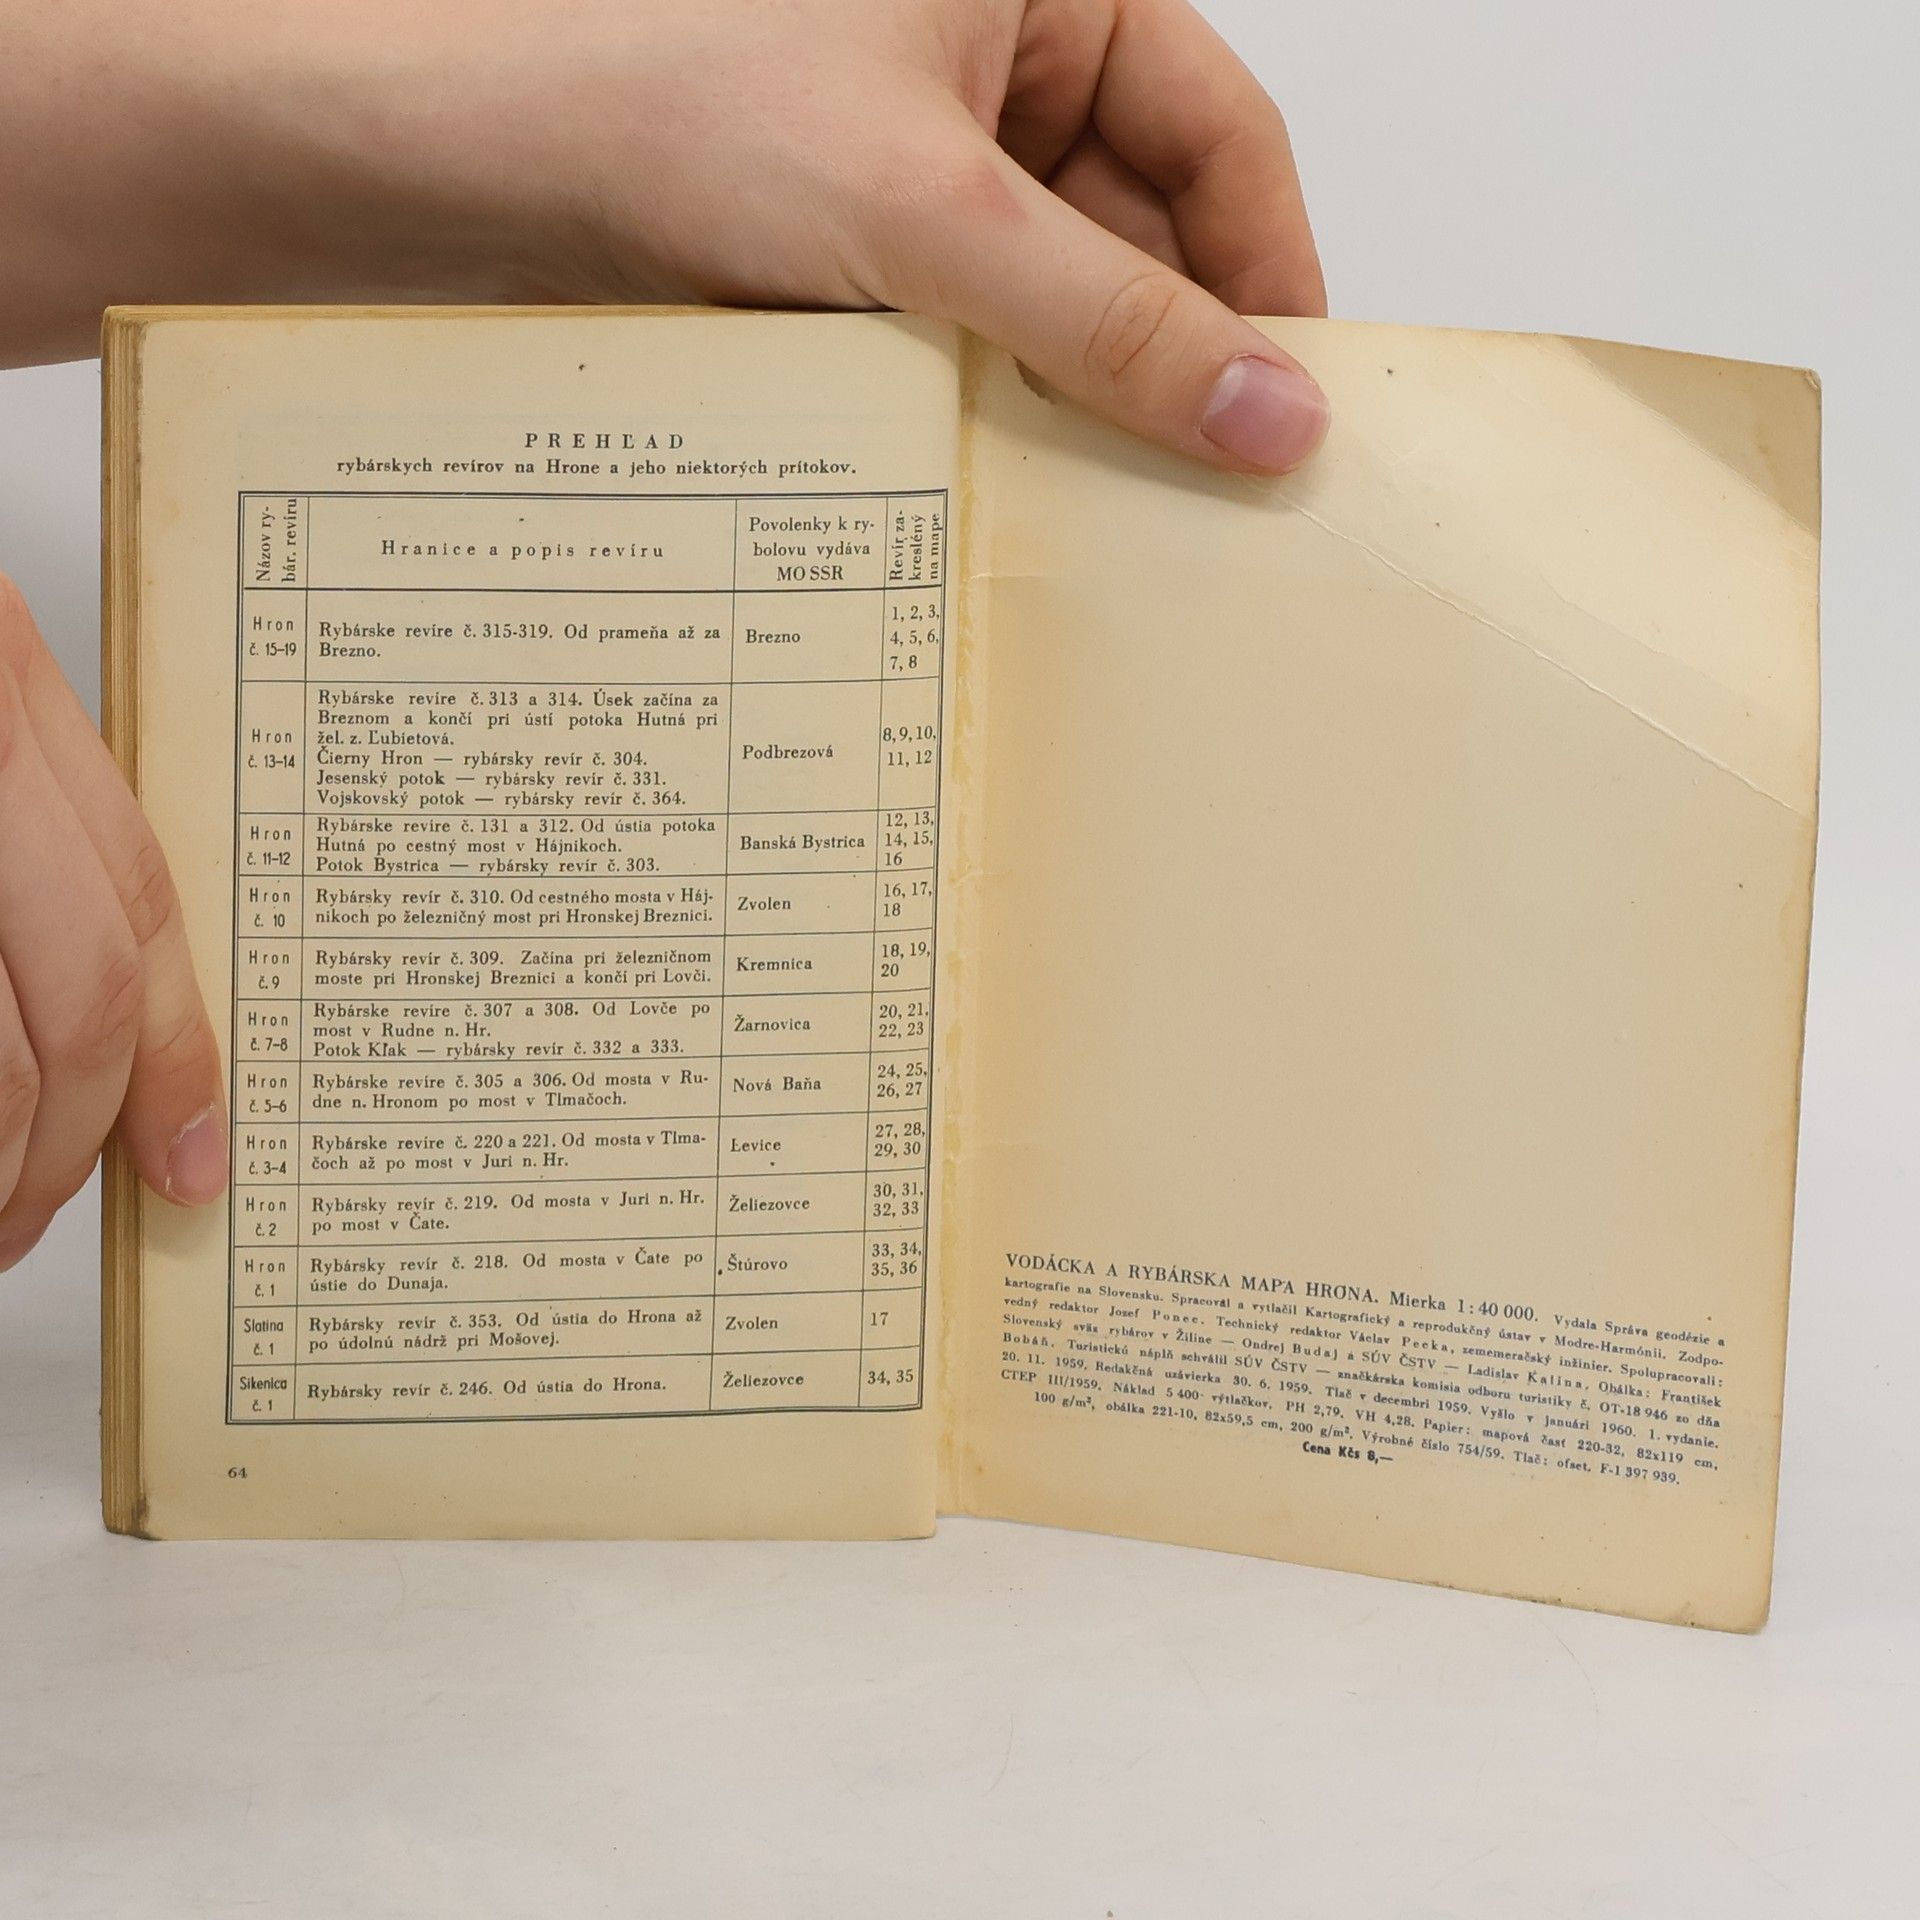 PREHĽAD
rybárskych revírov na Hrone a jeho niektorých prítokov.
Názov ry-
bár. revíru
Hranice a popis revíru
Povolenky k ry-
bolovu vydáva
MO SSR
Revír za-
kreslený
na mape
Hron
č. 15-19
Rybárske revíre č. 315-319. Od prameňa až za
Brezno.
Brezno
1, 2, 3,
4, 5, 6,
7, 8
Hron
č. 13-14
Rybárske revíre č. 313 a 314. Úsek začína za
Breznom a končí pri ústí potoka Hutná pri
žel. z. Ľubietová.
Čierny Hron — rybársky revír č. 304.
Jesenský potok — rybársky revír č. 331.
Vojskovský potok — rybársky revír č. 364.
Podbrezová
8, 9, 10,
11, 12
Hron
č. 11-12
Rybárske revíre č. 131 a 312. Od ústia potoka
Hutná po cestný most v Hájnikoch.
Potok Bystrica — rybársky revír č. 303.
Banská Bystrica
12, 13,
14, 15,
16
Hron
č. 10
Rybársky revír č. 310. Od cestného mosta v Háj-
nikoch po železničný most pri Hronskej Breznici.
Zvolen
16, 17,
18
Hron
č. 9
Rybársky revír č. 309. Začína pri železničnom
moste pri Hronskej Breznici a končí pri Lovči.
Kremnica
18, 19,
20
Hron
č. 7-8
Rybárske revíre č. 307 a 308. Od Lovče po
most v Rudne n. Hr.
Potok Kľak — rybársky revír č. 332 a 333.
Žarnovica
20, 21,
22, 23
Hron
č. 5-6
Rybárske revíre č. 305 a 306. Od mosta v Ru-
dne n. Hronom po most v Tlmačoch.
Nová Baňa
24, 25,
26, 27
Hron
č. 3-4
Rybárske revíre č. 220 a 221. Od mosta v Tlma-
čoch až po most v Juri n. Hr.
Levice
27, 28,
29, 30
Hron
č. 2
Rybársky revír č. 219. Od mosta v Juri n. Hr.
po most v Čate.
Želiezovce
30, 31,
32, 33
Hron
č. 1
Rybársky revír č. 218. Od mosta v Čate po
ústie do Dunaja.
Štúrovo
33, 34,
35, 36
Slatina
č. 1
Rybársky revír č. 353. Od ústia do Hrona až
po údolnú nádrž pri Môťovej.
Zvolen
17
Sikenica
č. 1
Rybársky revír č. 246. Od ústia do Hrona.
Želiezovce
34, 35
64
VODÁCKA A RYBÁRSKA MAPA HRONA. Mierka 1:40 000. Vydala Správa geodézie a
kartografie na Slovensku. Spracoval a vytlačil Kartografický a reprodukčný ústav v Modre-Harmónii. Zodpo-
vedný redaktor Jozef Ponec. Technický redaktor Václav Pecka, zememeračský inžinier. Spolupracovali:
Slovenský sväz rybárov v Žiline — Ondrej Budaj a SÚV ČSTV — Ladislav Kalina. Obálka: František
Bobáň. Turistickú náplň schválil SÚV ČSTV — značkárska komisia odboru turistiky č. OT-18 946 zo dňa
20. 11. 1959. Redakčná uzávierka 30. 6. 1959. Tlač v decembri 1959. Vyšlo v januári 1960. 1. vydanie.
CTEP III/1959. Náklad 5 400 výtlačkov. PH 2,79. VH 4,28. Papier: mapová časť 220-32, 82x119 cm,
100 g/m², obálka 221-10, 82x59,5 cm, 200 g/m². Výrobné číslo 754/59. Tlač: ofset. F-1 397 939.
Cena Kčs 8,—